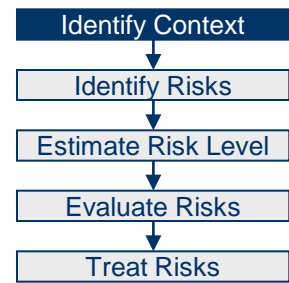 Identify Context
Identify Risks
Estimate Risk Level
Evaluate Risks
Treat Risks